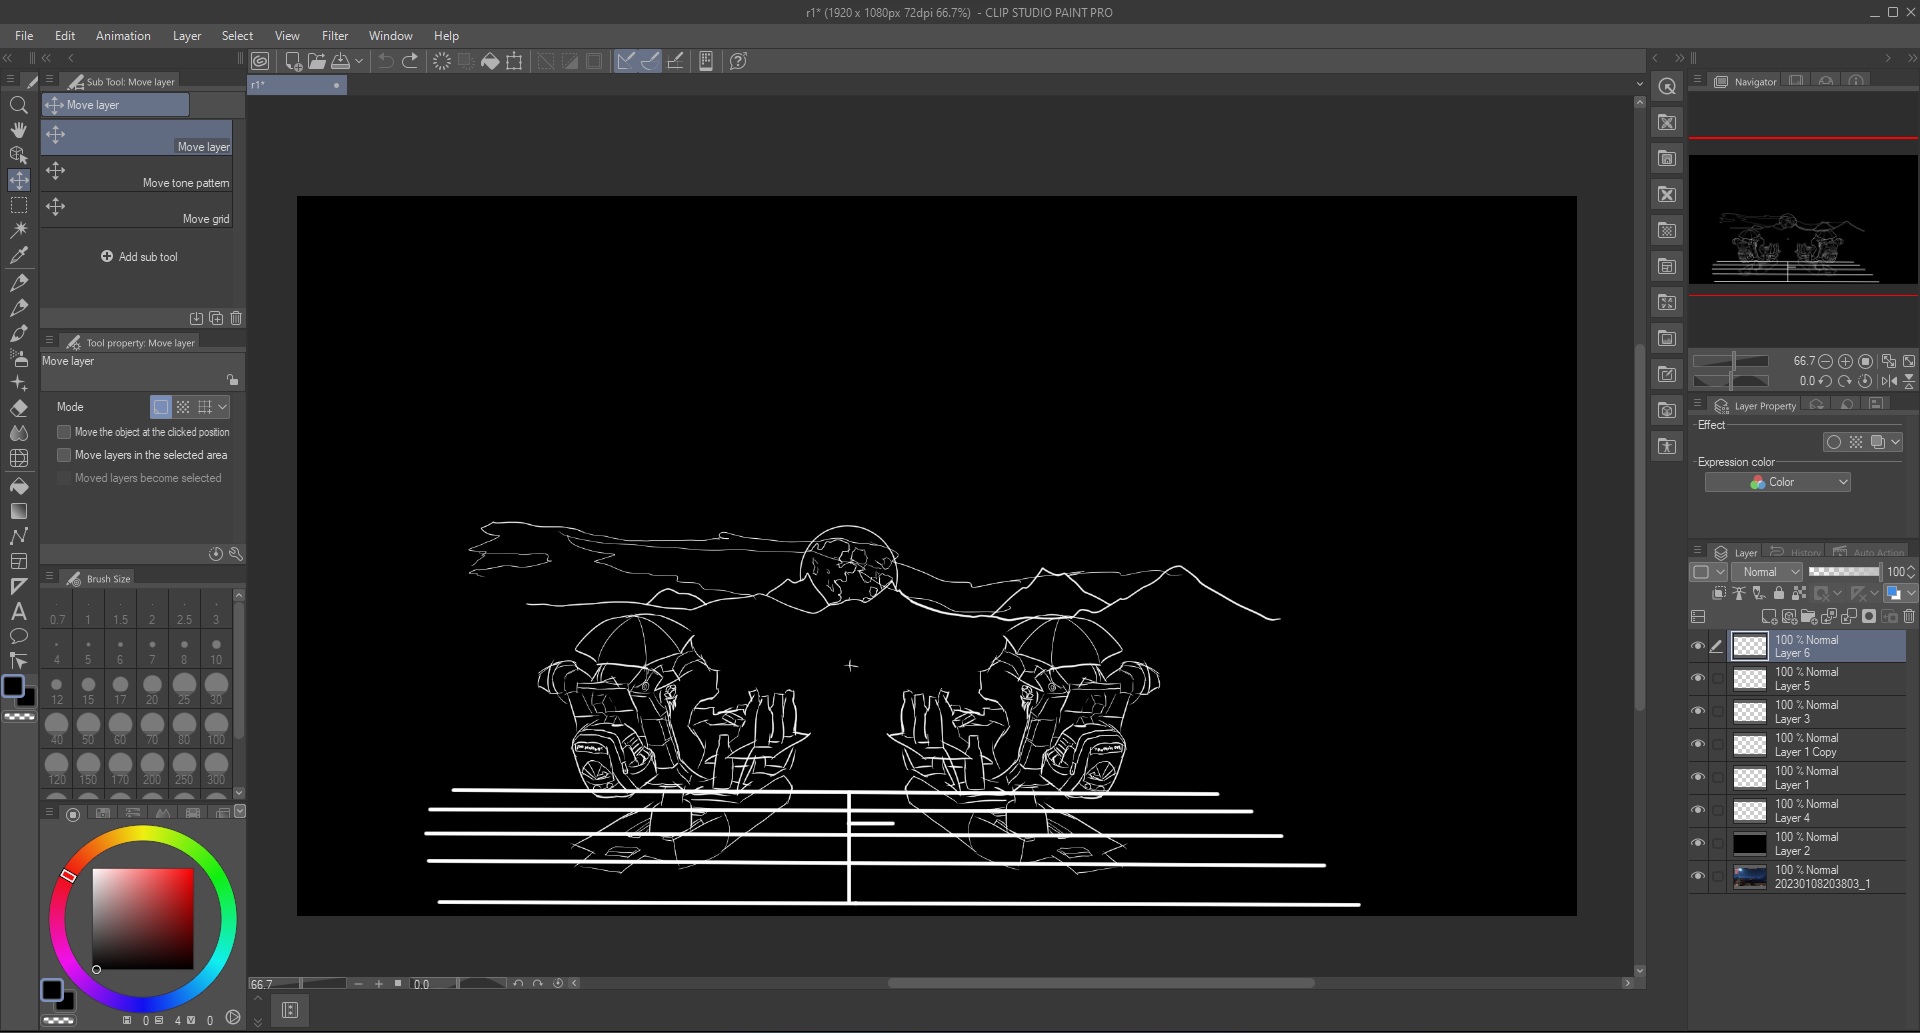 r1* (1920 x 1080px 72dpi 66.7%) - CLIP STUDIO PAINT PRO
File Edit Animation Layer Select View Filter Window Help
Sub Tool: Move layer
r1*
Navigator
Move layer
Move layer
Move tone pattern
Move grid
Add sub tool
Tool property: Move layer
Move layer
Mode
Move the object at the clicked position
Move layers in the selected area
Moved layers become selected
Brush Size
0.7 1 1.5 2 2.5 3
4 5 6 7 8 10
12 15 17 20 25 30
40 50 60 70 80 100
120 150 170 200 250 300
0 4 0
66.7 0.0
66.7
0.0
Layer Property
Effect
Expression color
Color
Layer History Auto Action
Normal 100
100 % Normal
Layer 6
100 % Normal
Layer 5
100 % Normal
Layer 3
100 % Normal
Layer 1 Copy
100 % Normal
Layer 1
100 % Normal
Layer 4
100 % Normal
Layer 2
100 % Normal
20230108203803_1